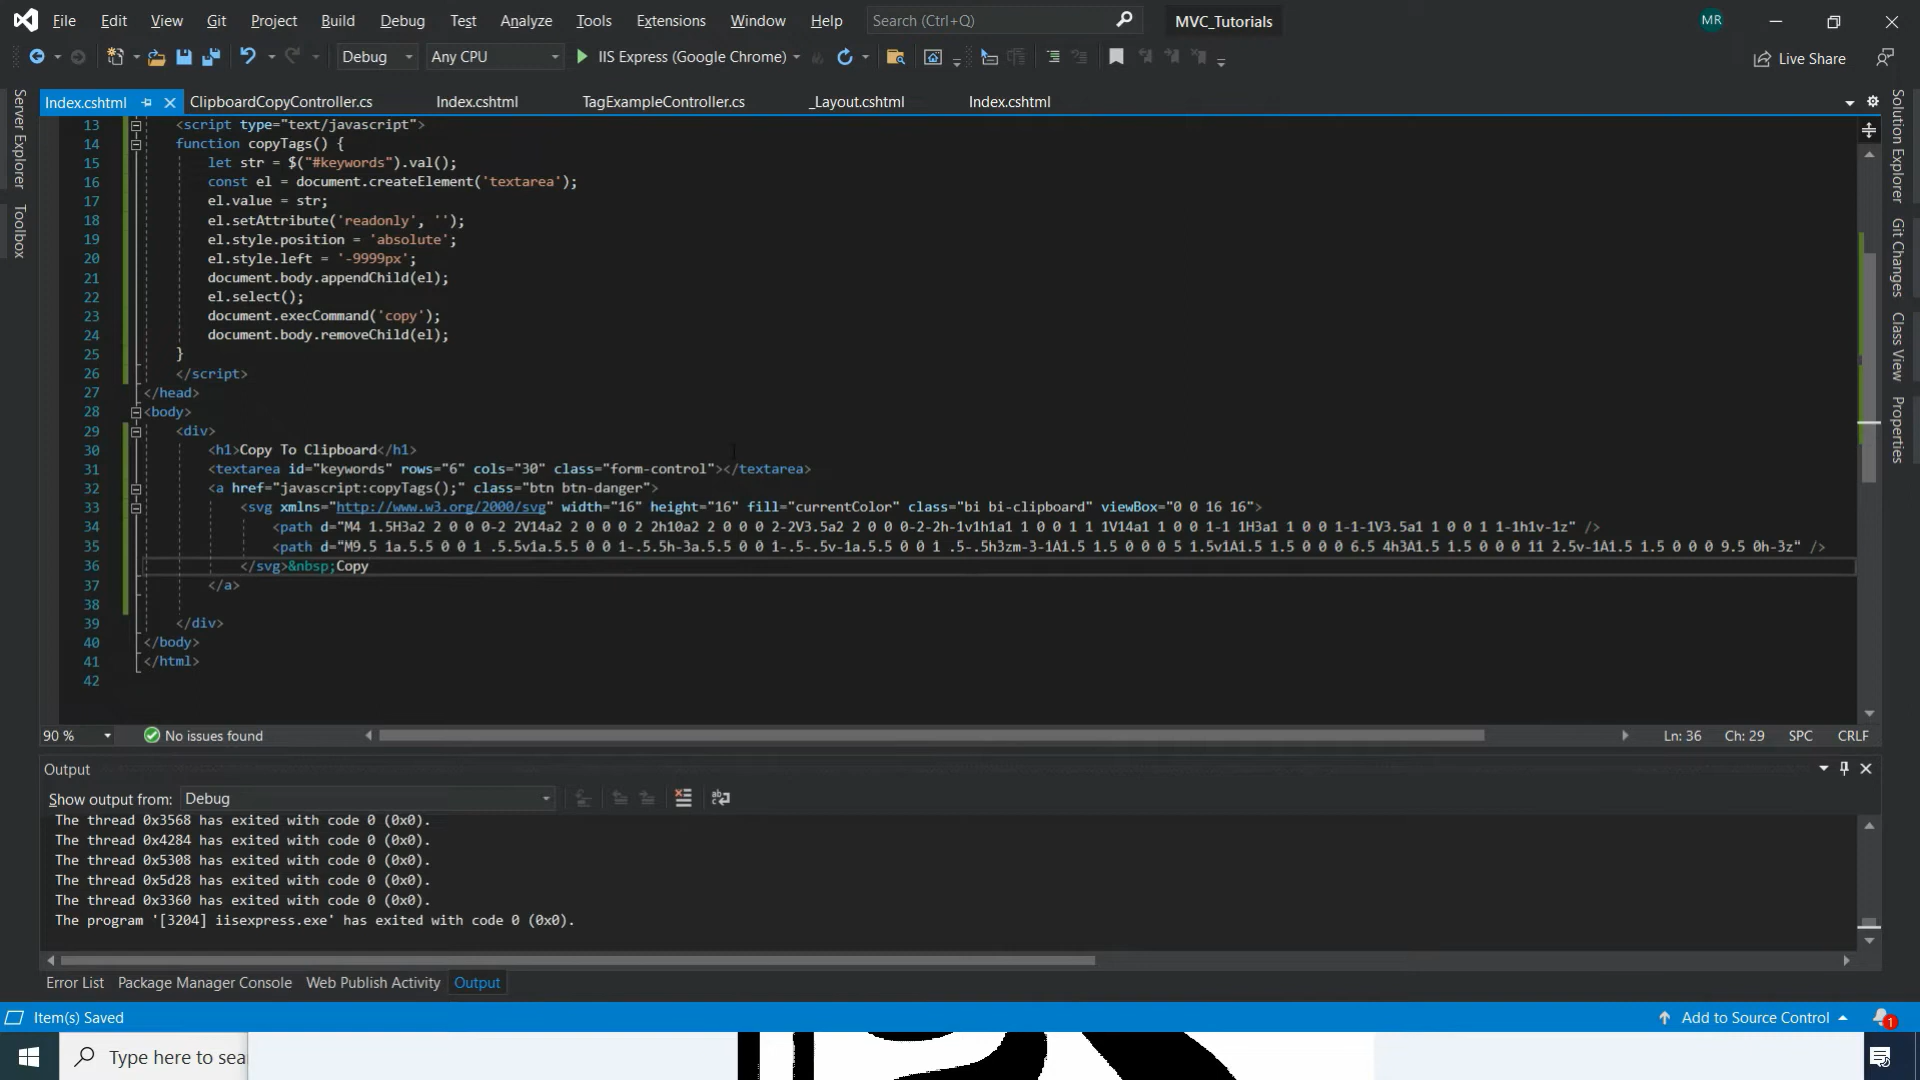 File Edit View Git Project Build Debug Test Analyze Tools Extensions Window Help Search (Ctrl+Q) MVC_Tutorials MR
Debug Any CPU IIS Express (Google Chrome) Live Share
Index.cshtml ClipboardCopyController.cs Index.cshtml TagExampleController.cs _Layout.cshtml Index.cshtml
Server Explorer
Toolbox
Solution Explorer
Git Changes
Class View
Properties
13 <script type="text/javascript">
14 function copyTags() {
15 let str = $("#keywords").val();
16 const el = document.createElement('textarea');
17 el.value = str;
18 el.setAttribute('readonly', '');
19 el.style.position = 'absolute';
20 el.style.left = '-9999px';
21 document.body.appendChild(el);
22 el.select();
23 document.execCommand('copy');
24 document.body.removeChild(el);
25 }
26 </script>
27 </head>
28 <body>
29 <div>
30 <h1>Copy To Clipboard</h1>
31 <textarea id="keywords" rows="6" cols="30" class="form-control"></textarea>
32 <a href="javascript:copyTags();" class="btn btn-danger">
33 <svg xmlns="http://www.w3.org/2000/svg" width="16" height="16" fill="currentColor" class="bi bi-clipboard" viewBox="0 0 16 16">
34 <path d="M4 1.5H3a2 2 0 0 0-2 2V14a2 2 0 0 0 2 2h10a2 2 0 0 0 2-2V3.5a2 2 0 0 0-2-2h-1v1h1a1 1 0 0 1 1 1V14a1 1 0 0 1-1 1H3a1 1 0 0 1-1-1V3.5a1 1 0 0 1 1-1h1v-1z" />
35 <path d="M9.5 1a.5.5 0 0 1 .5.5v1a.5.5 0 0 1-.5.5h-3a.5.5 0 0 1-.5-.5v-1a.5.5 0 0 1 .5-.5h3zm-3-1A1.5 1.5 0 0 0 5 1.5v1A1.5 1.5 0 0 0 6.5 4h3A1.5 1.5 0 0 0 11 2.5v-1A1.5 1.5 0 0 0 9.5 0h-3z" />
36 </svg>&nbsp;Copy
37 </a>
38
39 </div>
40 </body>
41 </html>
42
90 % No issues found Ln: 36 Ch: 29 SPC CRLF
Output
Show output from: Debug
The thread 0x3568 has exited with code 0 (0x0).
The thread 0x4284 has exited with code 0 (0x0).
The thread 0x5308 has exited with code 0 (0x0).
The thread 0x5d28 has exited with code 0 (0x0).
The thread 0x3360 has exited with code 0 (0x0).
The program '[3204] iisexpress.exe' has exited with code 0 (0x0).
Error List Package Manager Console Web Publish Activity Output
Item(s) Saved Add to Source Control 1
Type here to sea